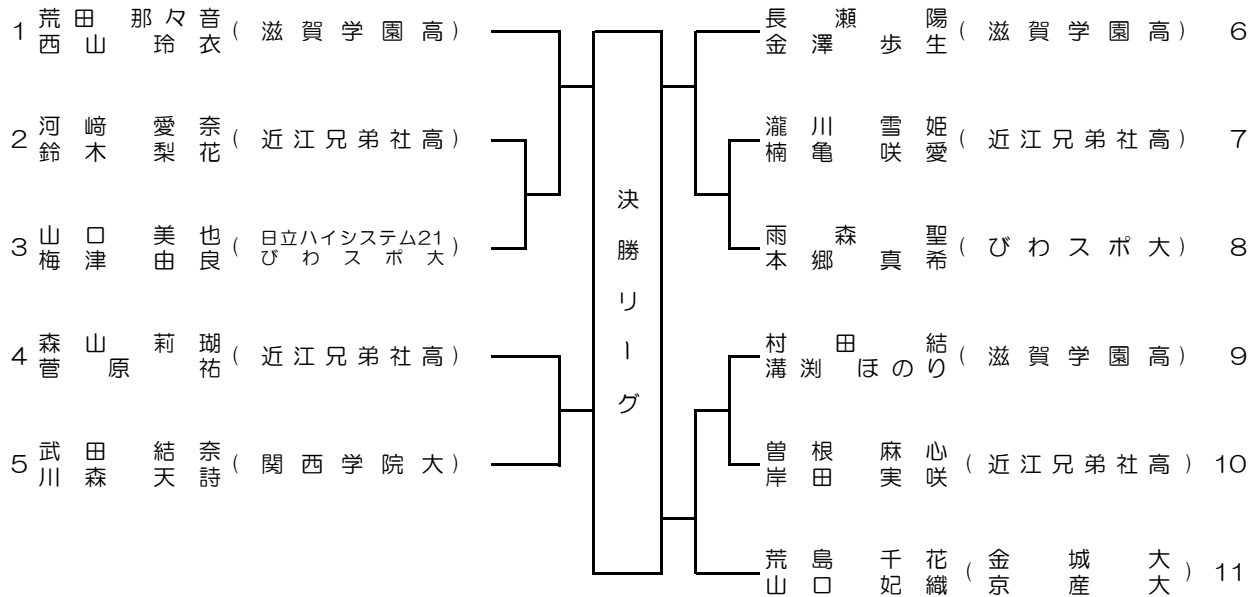 1 荒田 那々音 (滋賀学園高)
西山 玲衣
2 河﨑 愛奈 (近江兄弟社高)
鈴木 梨花
3 山口 美也 (日立ハイシステム21
梅津 由良 びわスポ大)
4 森山 莉瑚 (近江兄弟社高)
菅原 祐
5 武田 結奈 (関西学院大)
川森 天詩
決勝リーグ
長瀬 陽 (滋賀学園高) 6
金澤 歩生
瀧川 雪姫 (近江兄弟社高) 7
楠亀 咲愛
雨森 聖 (びわスポ大) 8
本郷 真希
村田 結 (滋賀学園高) 9
溝渕 ほのり
曽根 麻心 (近江兄弟社高) 10
岸田 実咲
荒島 千花 (金城大
山口 妃織 京産大) 11